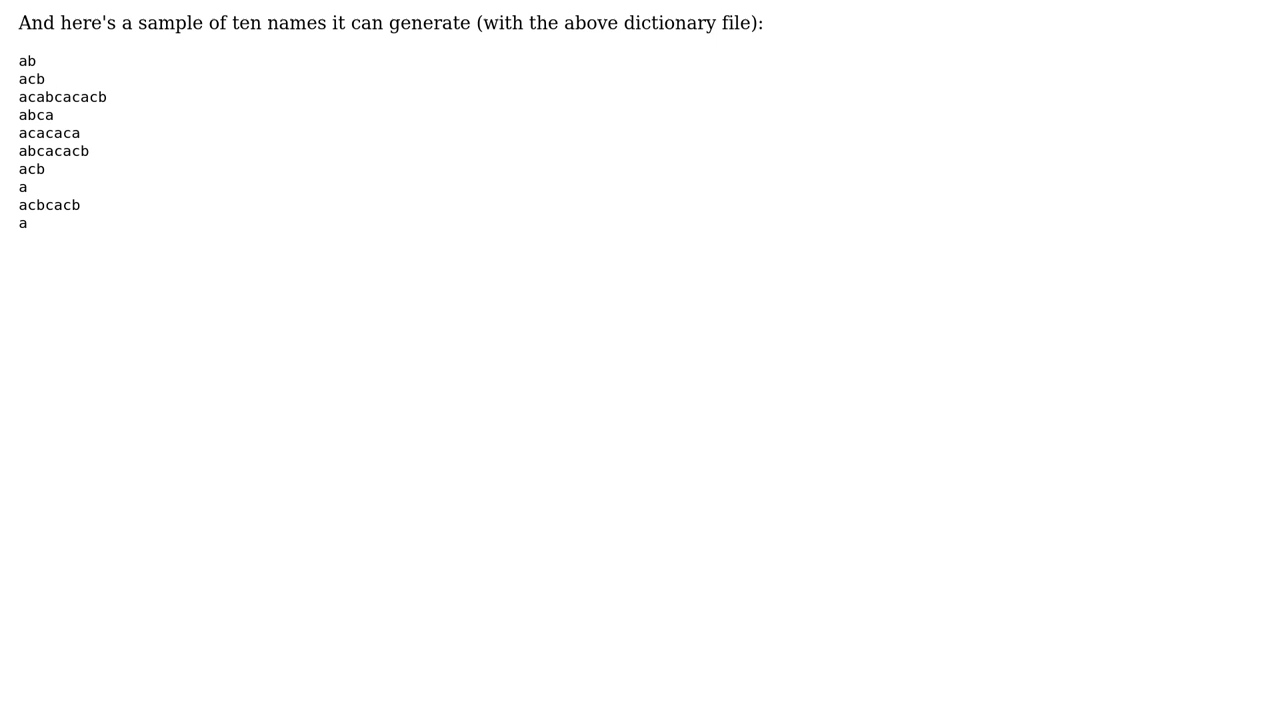 And here's a sample of ten names it can generate (with the above dictionary file):
ab
acb
acabcacacb
abca
acacaca
abcacacb
acb
a
acbcacb
a